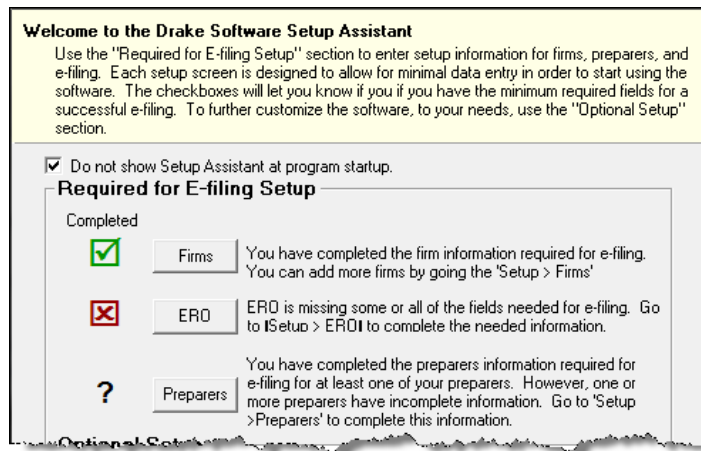 Welcome to the Drake Software Setup Assistant
Use the "Required for E-filing Setup" section to enter setup information for firms, preparers, and
e-filing. Each setup screen is designed to allow for minimal data entry in order to start using the
software. The checkboxes will let you know if you if you have the minimum required fields for a
successful e-filing. To further customize the software, to your needs, use the "Optional Setup"
section.
Do not show Setup Assistant at program startup.
Required for E-filing Setup
Completed
Firms
You have completed the firm information required for e-filing.
You can add more firms by going the 'Setup > Firms'
ERO
ERO is missing some or all of the fields needed for e-filing. Go
to |Setup > ERO| to complete the needed information.
?
Preparers
You have completed the preparers information required for
e-filing for at least one of your preparers. However, one or
more preparers have incomplete information. Go to 'Setup
>Preparers' to complete this information.
Optional Setup